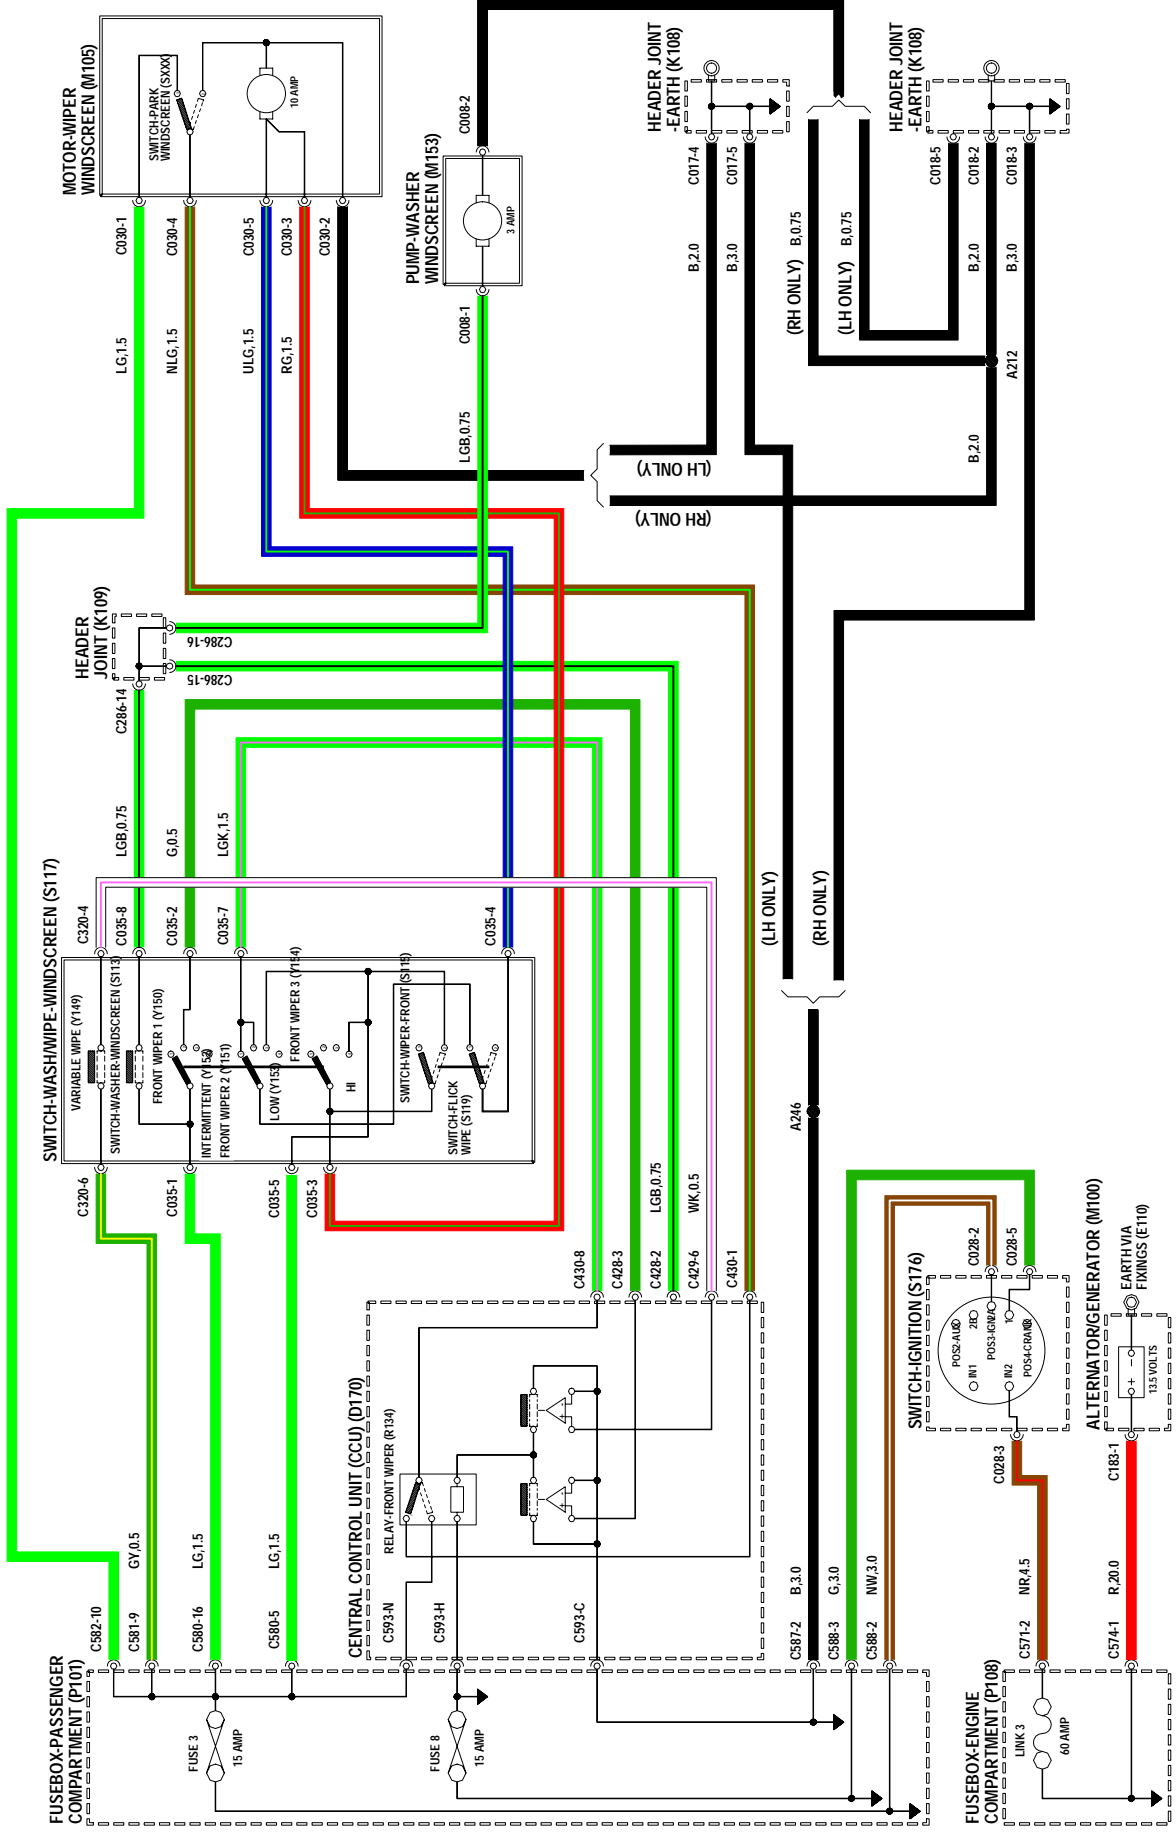 MOTOR-WIPER
WINDSCREEN (M105)
SWITCH-PARK
WINDSCREEN (SXXX)
10 AMP
C030-1
C030-4
C030-5
C030-3
C030-2
LG,1.5
NLG,1.5
ULG,1.5
RG,1.5
PUMP-WASHER
WINDSCREEN (M153)
3 AMP
C008-2
C008-1
LGB,0.75
HEADER JOINT
-EARTH (K108)
C017-4
C017-5
B,2.0
B,3.0
HEADER JOINT
-EARTH (K108)
C018-5
C018-2
C018-3
B,0.75
B,0.75
B,2.0
B,3.0
(RH ONLY)
(LH ONLY)
A212
B,2.0
(LH ONLY)
(RH ONLY)
HEADER
JOINT (K109)
C286-16
C286-15
C286-14
LGB,0.75
G,0.5
LGK,1.5
SWITCH-WASH/WIPE-WINDSCREEN (S117)
C320-4
C035-8
C035-2
C035-7
C035-4
VARIABLE WIPE (Y149)
SWITCH-WASHER-WINDSCREEN (S113)
FRONT WIPER 1 (Y150)
INTERMITTENT (Y152)
FRONT WIPER 2 (Y151)
LOW (Y153)
FRONT WIPER 3 (Y154)
HI
SWITCH-WIPER-FRONT (S115)
SWITCH-FLICK
WIPE (S119)
C320-6
C035-1
C035-5
C035-3
(LH ONLY)
(RH ONLY)
A246
C430-8
C428-3
C428-2
C429-6
C430-1
LGB,0.75
WK,0.5
CENTRAL CONTROL UNIT (CCU) (D170)
RELAY-FRONT WIPER (R134)
C593-N
C593-H
C593-C
SWITCH-IGNITION (S176)
C028-2
C028-5
POS2-AUX
2B
POS3-IGN
2A
1
POS4-CRANK
IN1
IN2
C028-3
ALTERNATOR/GENERATOR (M100)
EARTH VIA
FIXINGS (E110)
+ -
13.5 VOLTS
C183-1
GY,0.5
LG,1.5
LG,1.5
B,3.0
G,3.0
NW,3.0
NR,4.5
R,20.0
C582-10
C581-9
C580-16
C580-5
C587-2
C588-3
C588-2
C571-2
C574-1
FUSEBOX-PASSENGER
COMPARTMENT (P101)
FUSE 3
15 AMP
FUSE 8
15 AMP
FUSEBOX-ENGINE
COMPARTMENT (P108)
LINK 3
60 AMP